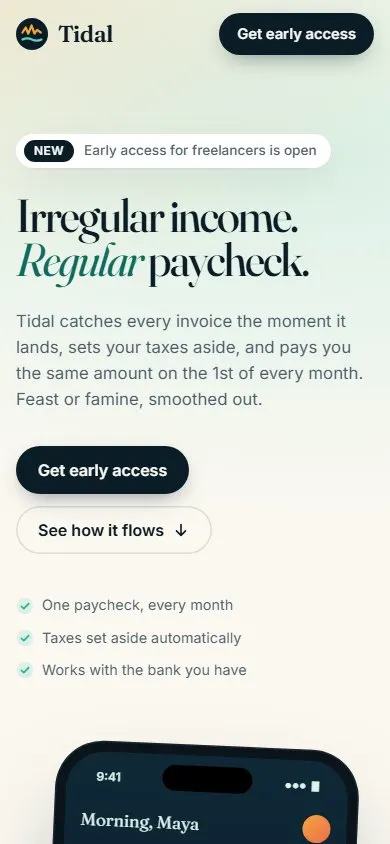 Tidal
Get early access
NEW Early access for freelancers is open
Irregular income.
Regular paycheck.
Tidal catches every invoice the moment it
lands, sets your taxes aside, and pays you
the same amount on the 1st of every month.
Feast or famine, smoothed out.
Get early access
See how it flows ↓
One paycheck, every month
Taxes set aside automatically
Works with the bank you have
9:41
Morning, Maya